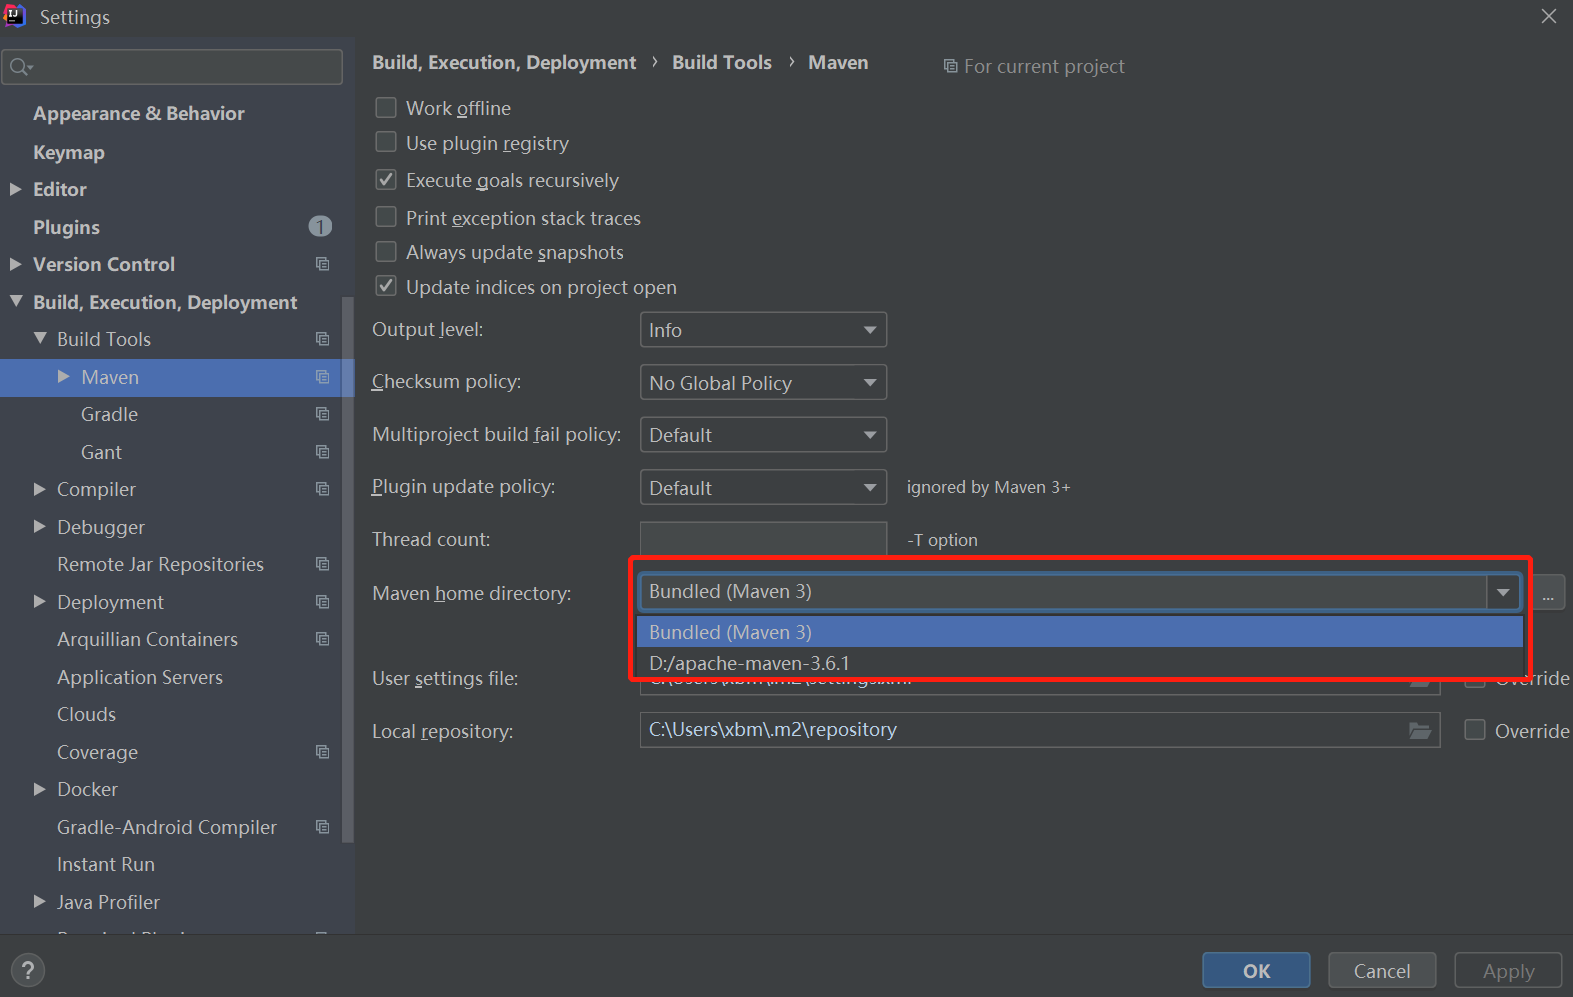 Settings
Appearance & Behavior
Keymap
Editor
Plugins
1
Version Control
Build, Execution, Deployment
Build Tools
Maven
Gradle
Gant
Compiler
Debugger
Remote Jar Repositories
Deployment
Arquillian Containers
Application Servers
Clouds
Coverage
Docker
Gradle-Android Compiler
Instant Run
Java Profiler
Build, Execution, Deployment › Build Tools › Maven
For current project
Work offline
Use plugin registry
Execute goals recursively
Print exception stack traces
Always update snapshots
Update indices on project open
Output level: Info
Checksum policy: No Global Policy
Multiproject build fail policy: Default
Plugin update policy: Default ignored by Maven 3+
Thread count: -T option
Maven home directory: Bundled (Maven 3) ...
Bundled (Maven 3)
D:/apache-maven-3.6.1
User settings file: Override
Local repository: C:\Users\xbm\.m2\repository Override
?
OK Cancel Apply